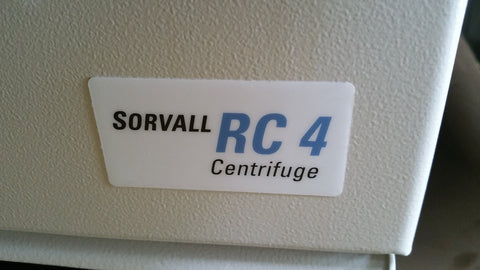 SORVALL RC 4
Centrifuge